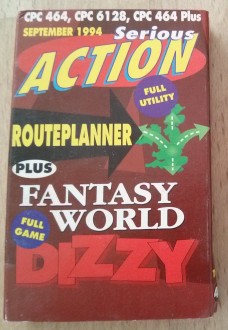 CPC 464, CPC 6128, CPC 464 Plus
SEPTEMBER 1994 Serious
ACTION
FULL
UTILITY
ROUTEPLANNER
PLUS
FANTASY
WORLD
FULL
GAME
DIZZY